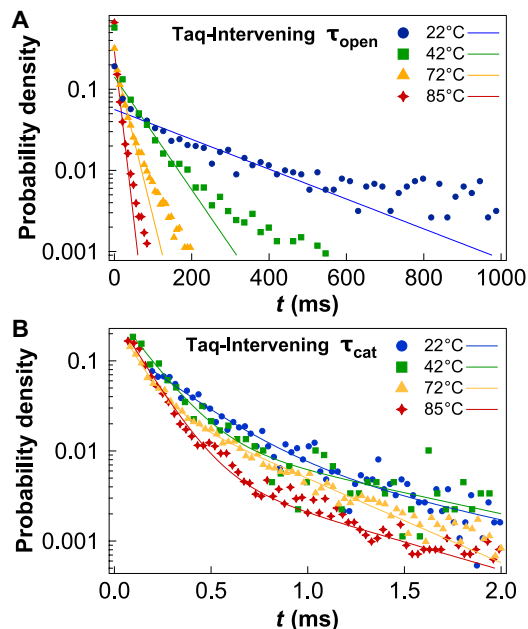 A
Taq-Intervening τopen
22°C
42°C
72°C
85°C
Probability density
0.1
0.01
0.001
0 200 400 600 800 1000
t (ms)
B
Taq-Intervening τcat
22°C
42°C
72°C
85°C
Probability density
0.1
0.01
0.001
0.0 0.5 1.0 1.5 2.0
t (ms)